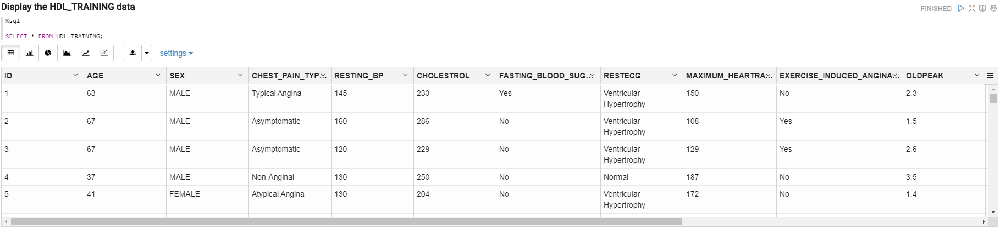 Display the HDL_TRAINING data
FINISHED
%sql
SELECT * FROM HDL_TRAINING;
settings
ID AGE SEX CHEST_PAIN_TYP... RESTING_BP CHOLESTROL FASTING_BLOOD_SUG... RESTECG MAXIMUM_HEARTRA... EXERCISE_INDUCED_ANGINA... OLDPEAK
1 63 MALE Typical Angina 145 233 Yes Ventricular Hypertrophy 150 No 2.3
2 67 MALE Asymptomatic 160 286 No Ventricular Hypertrophy 108 Yes 1.5
3 67 MALE Asymptomatic 120 229 No Ventricular Hypertrophy 129 Yes 2.6
4 37 MALE Non-Anginal 130 250 No Normal 187 No 3.5
5 41 FEMALE Atypical Angina 130 204 No Ventricular Hypertrophy 172 No 1.4